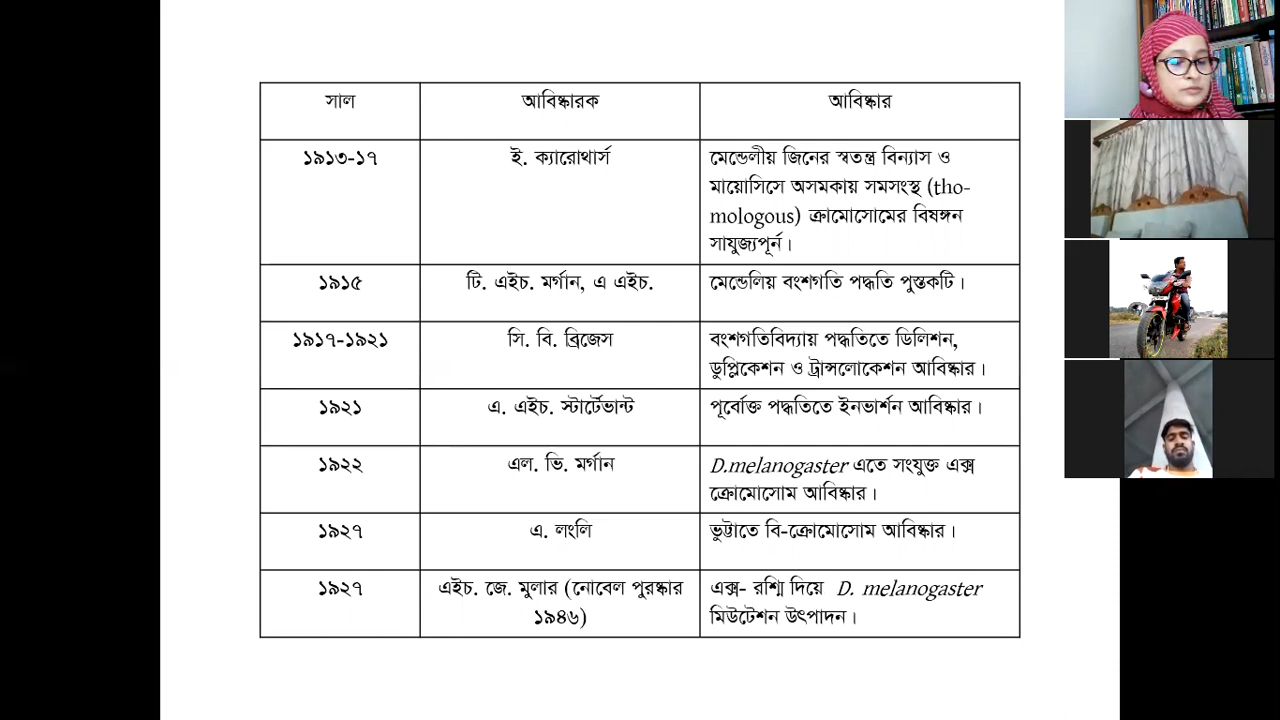 সাল
আবিষ্কারক
আবিষ্কার
১৯১৩-১৭
ই. ক্যারোথার্স
মেন্ডেলীয় জিনের স্বতন্ত্র বিন্যাস ও
মায়োসিসে অসমকায় সমসংস্থ (tho-
mologous) ক্রামোসোমের বিষঙ্গন
সাযুজ্যপূর্ন।
১৯১৫
টি. এইচ. মর্গান, এ এইচ.
মেন্ডেলিয় বংশগতি পদ্ধতি পুস্তকটি।
১৯১৭-১৯২১
সি. বি. ব্রিজেস
বংশগতিবিদ্যায় পদ্ধতিতে ডিলিশন,
ডুপ্লিকেশন ও ট্রান্সলোকেশন আবিষ্কার।
১৯২১
এ. এইচ. স্টার্টেভান্ট
পূর্বোক্ত পদ্ধতিতে ইনভার্শন আবিষ্কার।
১৯২২
এল. ভি. মর্গান
D.melanogaster এতে সংযুক্ত এক্স
ক্রোমোসোম আবিষ্কার।
১৯২৭
এ. লংলি
ভুট্টাতে বি-ক্রোমোসোম আবিষ্কার।
১৯২৭
এইচ. জে. মুলার (নোবেল পুরষ্কার
১৯৪৬)
এক্স- রশ্মি দিয়ে D. melanogaster
মিউটেশন উৎপাদন।